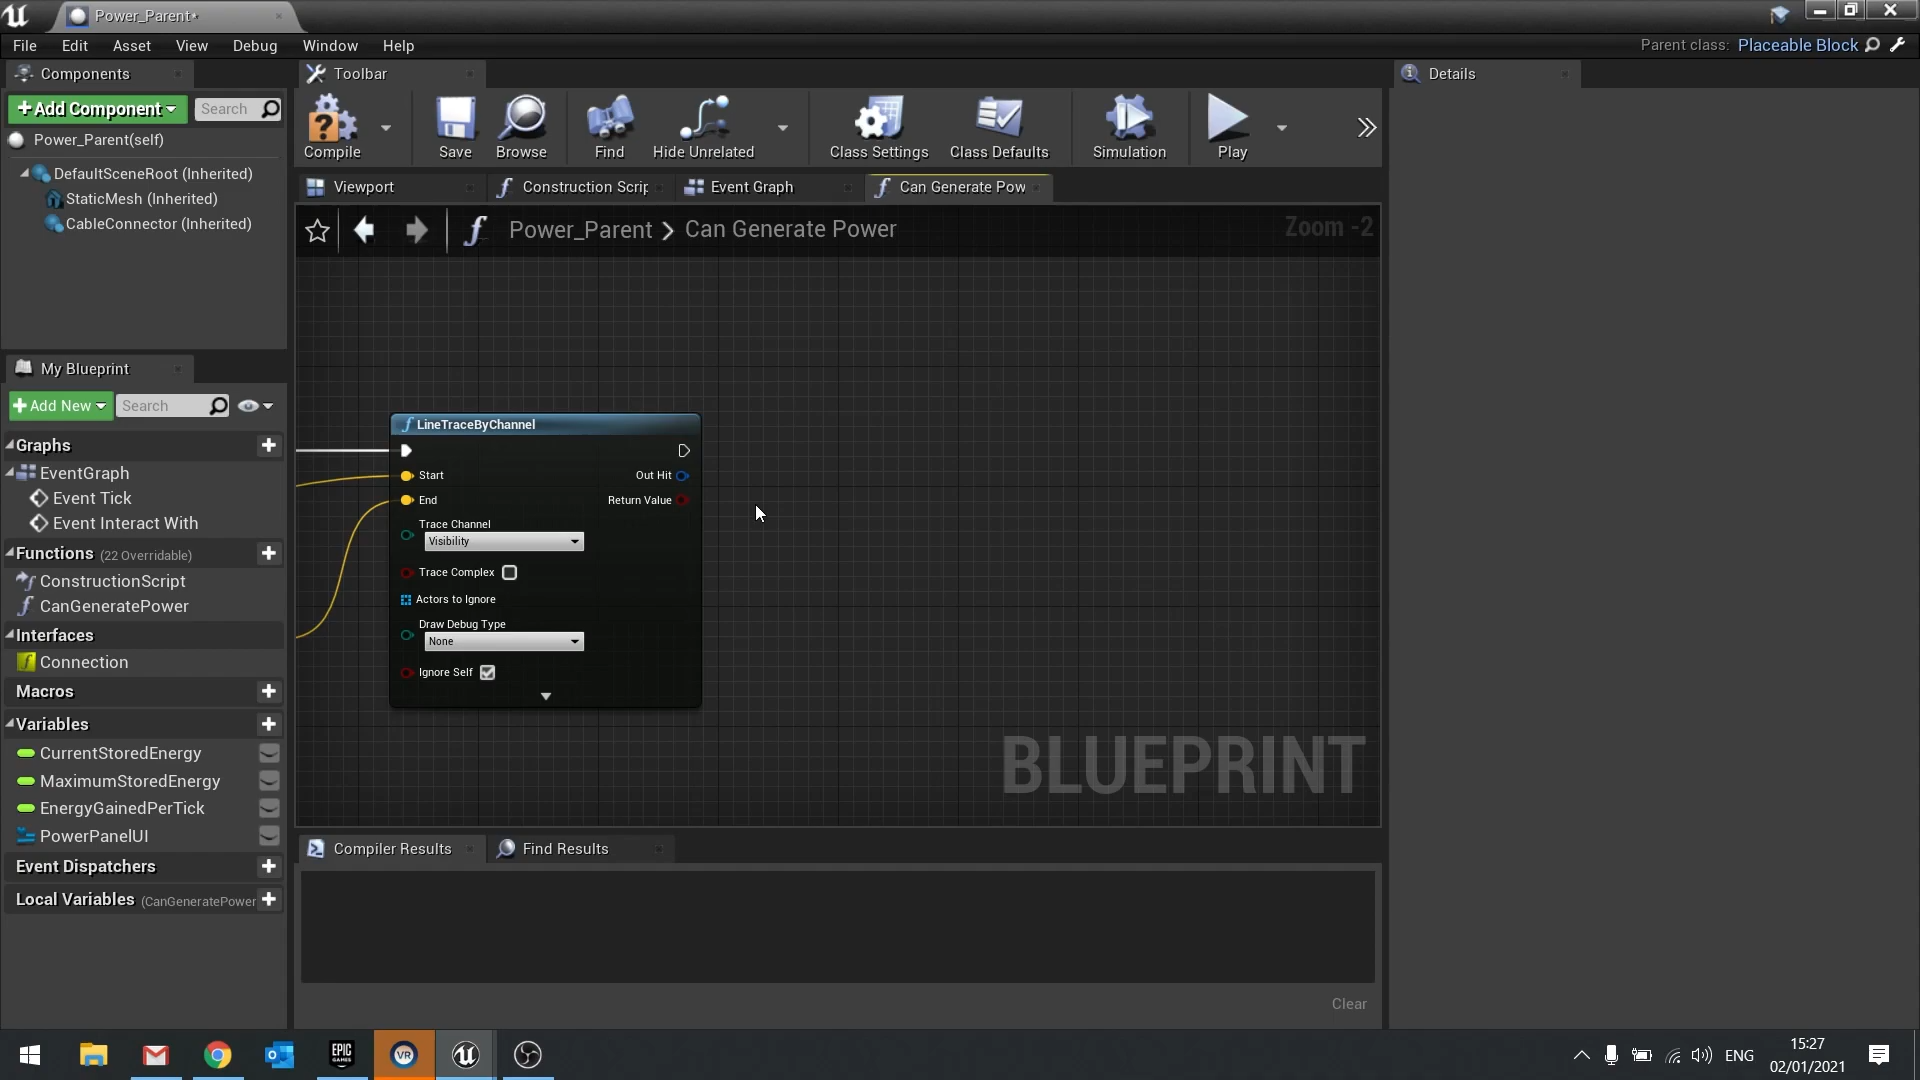 Power_Parent*
File Edit Asset View Debug Window Help
Parent class: Placeable Block
Components
Add Component
Search
Power_Parent(self)
DefaultSceneRoot (Inherited)
StaticMesh (Inherited)
CableConnector (Inherited)
My Blueprint
Add New
Search
Graphs
EventGraph
Event Tick
Event Interact With
Functions (22 Overridable)
ConstructionScript
CanGeneratePower
Interfaces
Connection
Macros
Variables
CurrentStoredEnergy
MaximumStoredEnergy
EnergyGainedPerTick
PowerPanelUI
Event Dispatchers
Local Variables (CanGeneratePower
Toolbar
Compile
Save
Browse
Find
Hide Unrelated
Class Settings
Class Defaults
Simulation
Play
Viewport
Construction Scrip
Event Graph
Can Generate Pow
Power_Parent > Can Generate Power
Zoom -2
LineTraceByChannel
Start
Out Hit
End
Return Value
Trace Channel
Visibility
Trace Complex
Actors to Ignore
Draw Debug Type
None
Ignore Self
BLUEPRINT
Compiler Results
Find Results
Clear
Details
EPIC GAMES
VR
ENG
15:27
02/01/2021